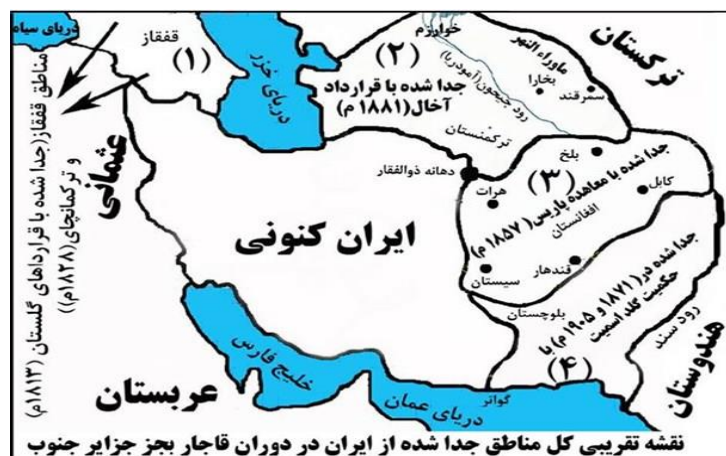 دریای سیاه
قفقاز
(۱)
دریای خزر
(۲)
خوارزم
جدا شده با قرارداد
آخال(۱۸۸۱ م)
رود جیحون(آمودریا)
ماوراء النهر
بخارا
سمرقند
ترکمنستان
ترکستان
مناطق قفقاز(جدا شده با قراردادهای گلستان (۱۸۱۳م)
و ترکمانچای(۱۸۲۸م))
عثمانی
دهانه ذوالفقار
ایران کنونی
بلخ
(۳)
هرات
کابل
جدا شده با معاهده پاریس(۱۸۵۷ م)
افغانستان
قندهار
سیستان
جدا شده در(۱۸۷۱ و ۱۹۰۵ م) با
حکمیت گلد اسمیت
بلوچستان
(۴)
رود سند
هندوستان
گواتر
خلیج فارس
دریای عمان
عربستان
نقشه تقریبی کل مناطق جدا شده از ایران در دوران قاجار بجز جزایر جنوب